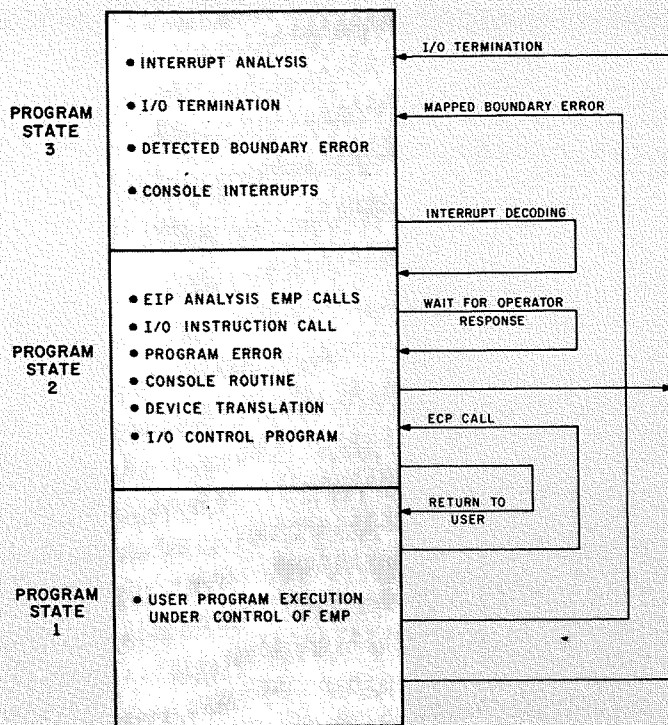 PROGRAM
STATE
3
• INTERRUPT ANALYSIS
• I/O TERMINATION
• DETECTED BOUNDARY ERROR
• CONSOLE INTERRUPTS
I/O TERMINATION
MAPPED BOUNDARY ERROR
INTERRUPT DECODING
PROGRAM
STATE
2
• EIP ANALYSIS EMP CALLS
• I/O INSTRUCTION CALL
• PROGRAM ERROR
• CONSOLE ROUTINE
• DEVICE TRANSLATION
• I/O CONTROL PROGRAM
WAIT FOR OPERATOR
RESPONSE
ECP CALL
RETURN TO
USER
PROGRAM
STATE
1
• USER PROGRAM EXECUTION
UNDER CONTROL OF EMP